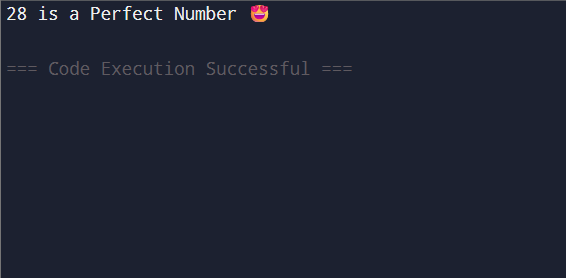 28 is a Perfect Number 🤩
=== Code Execution Successful ===